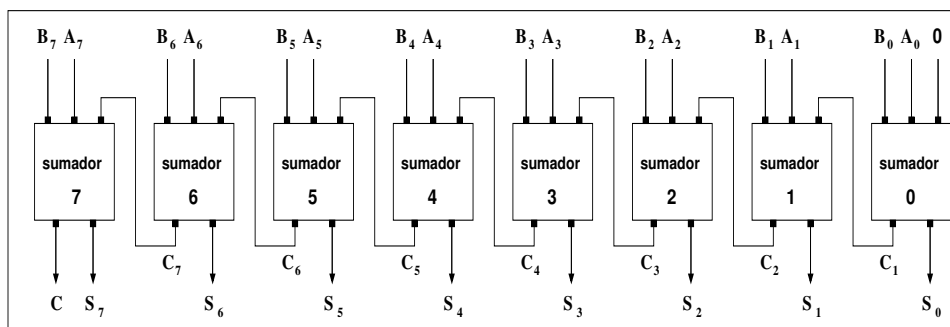 B7 A7 B6 A6 B5 A5 B4 A4 B3 A3 B2 A2 B1 A1 B0 A0 0
sumador sumador sumador sumador sumador sumador sumador sumador
7 6 5 4 3 2 1 0
C7 C6 C5 C4 C3 C2 C1
C S7 S6 S5 S4 S3 S2 S1 S0